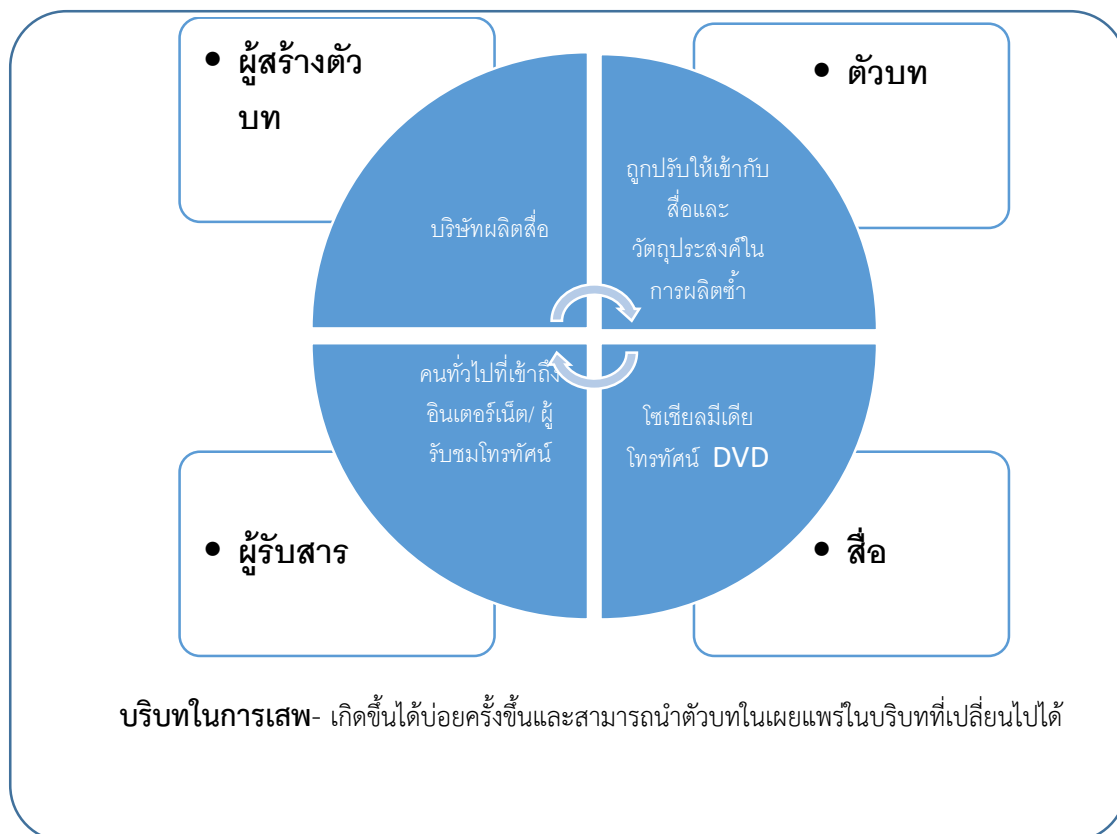 • ผู้สร้างตัว
บท
• ตัวบท
บริษัทผลิตสื่อ
ถูกปรับให้เข้ากับ
สื่อและ
วัตถุประสงค์ใน
การผลิตซ้ำ
คนทั่วไปที่เข้าถึง
อินเตอร์เน็ต/ ผู้
รับชมโทรทัศน์
โซเชียลมีเดีย
โทรทัศน์ DVD
• ผู้รับสาร
• สื่อ
บริบทในการเสพ- เกิดขึ้นได้บ่อยครั้งขึ้นและสามารถนำตัวบทในเผยแพร่ในบริบทที่เปลี่ยนไปได้